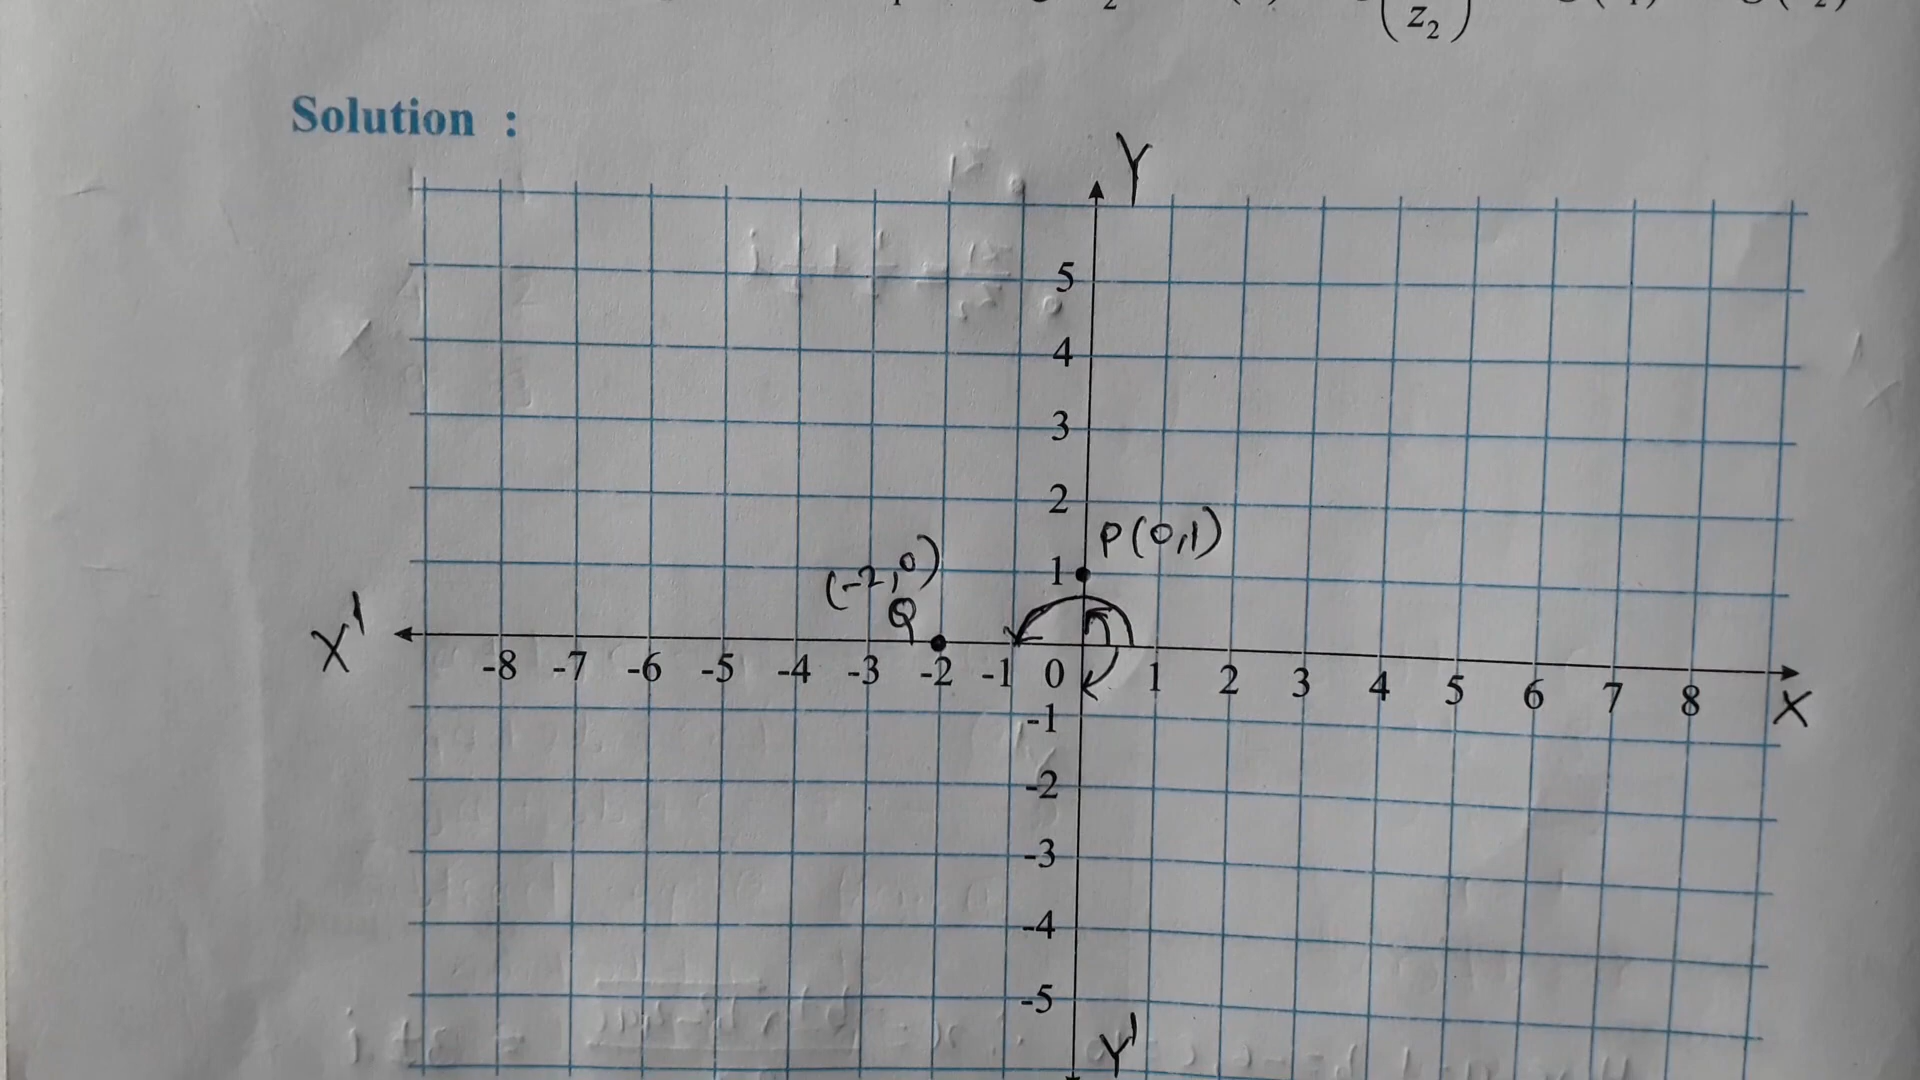 z₂
Solution :
Y
5
4
3
2
P(0,1)
1
(-2,0)
Q
X'
-8 -7 -6 -5 -4 -3 -2 -1 0 1 2 3 4 5 6 7 8
X
-1
-2
-3
-4
-5
Y'